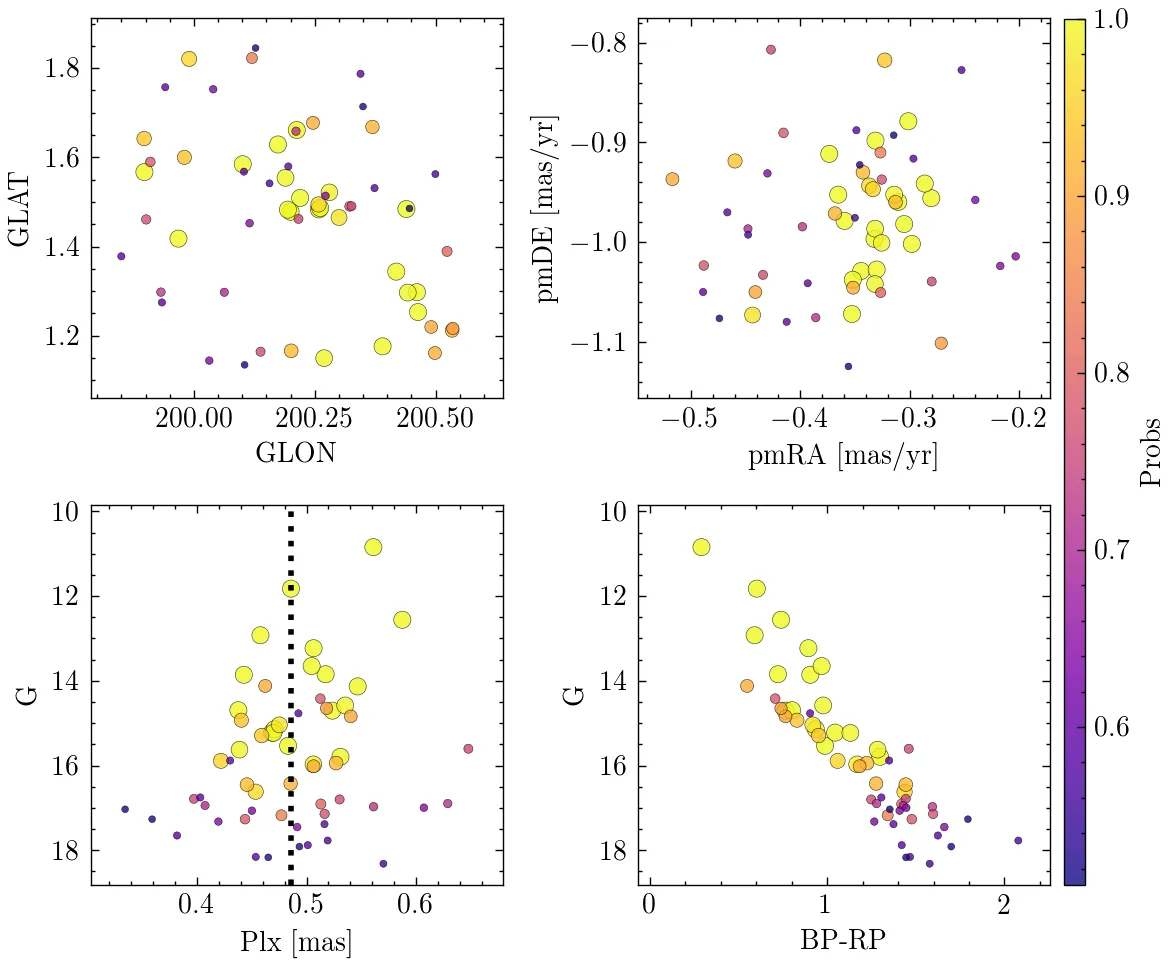 1.8
1.6
1.4
1.2
GLAT
200.00 200.25 200.50
GLON
−0.8
−0.9
−1.0
−1.1
pmDE [mas/yr]
−0.5 −0.4 −0.3 −0.2
pmRA [mas/yr]
1.0
0.9
0.8
0.7
0.6
Probs
10
12
14
16
18
G
0.4 0.5 0.6
Plx [mas]
10
12
14
16
18
G
0 1 2
BP-RP